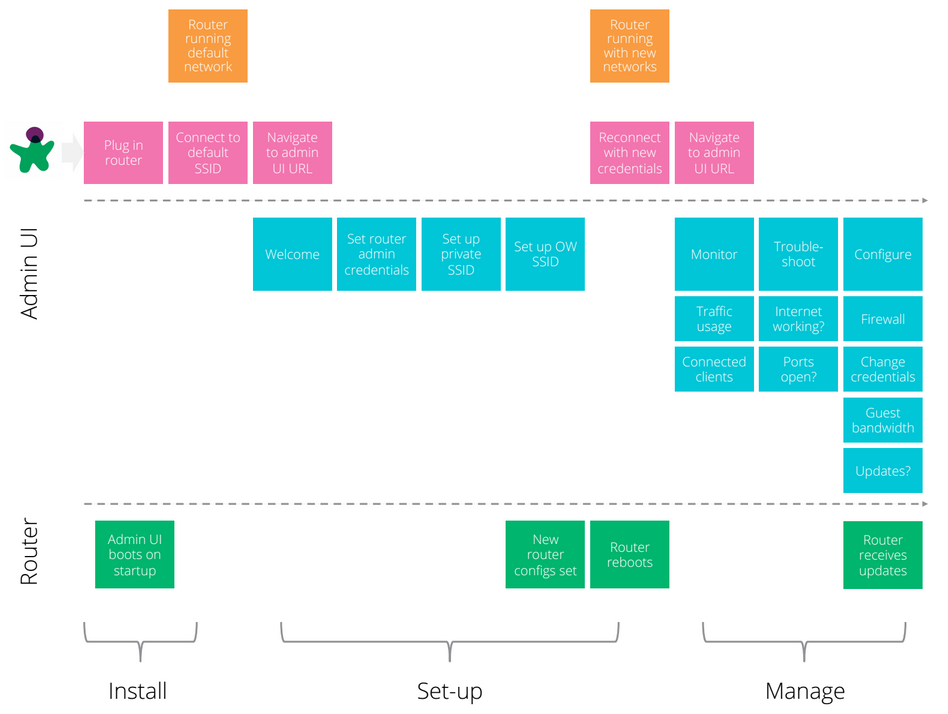 Router
running
default
network
Router
running
with new
networks
Plug in
router
Connect to
default
SSID
Navigate
to admin
UI URL
Reconnect
with new
credentials
Navigate
to admin
UI URL
Admin UI
Welcome
Set router
admin
credentials
Set up
private
SSID
Set up OW
SSID
Monitor
Trouble-
shoot
Configure
Traffic
usage
Internet
working?
Firewall
Connected
clients
Ports
open?
Change
credentials
Guest
bandwidth
Updates?
Router
Admin UI
boots on
startup
New
router
configs set
Router
reboots
Router
receives
updates
Install
Set-up
Manage